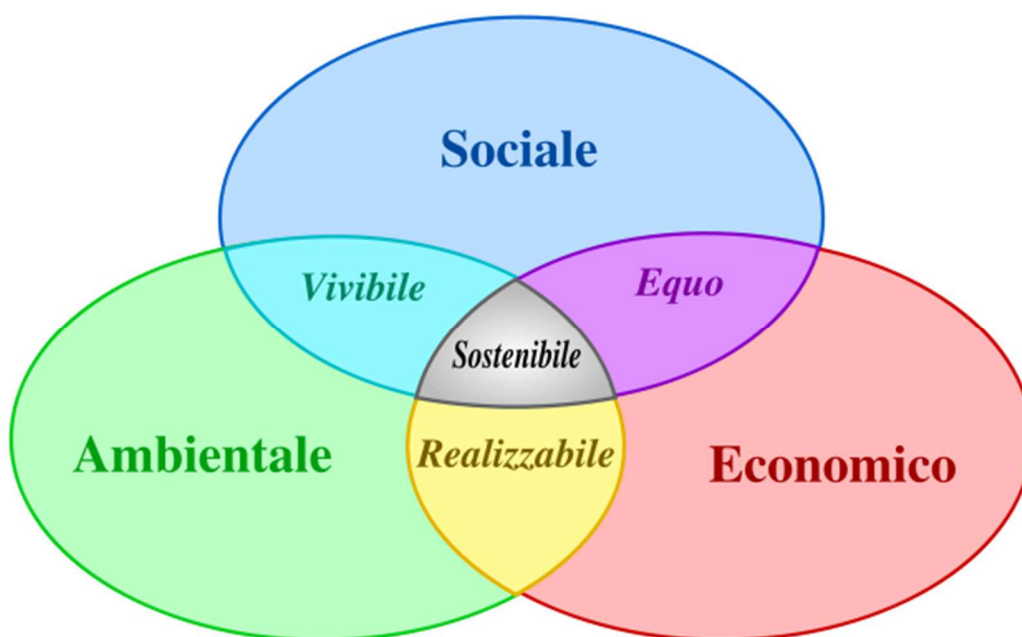 Sociale
Vivibile
Equo
Sostenibile
Ambientale
Realizzabile
Economico